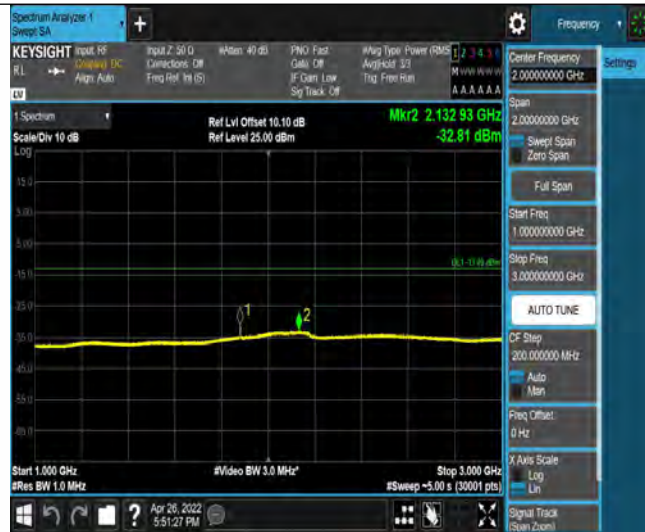 Spectrum Analyzer 1
Swept SA
+
Frequency
KEYSIGHT
Input: RF
Input Z: 50 Ω
#Atten: 40 dB
PNO: Fast
#Avg Type: Power (RMS
1 2 3 4 5 6
RL
Coupling: DC
Corrections: Off
Gate: Off
Avg|Hold: 3/3
M W W W W W
Align: Auto
Freq Ref: Int (S)
IF Gain: Low
Trig: Free Run
Sig Track: Off
A A A A A A
LV
1 Spectrum
Ref Lvl Offset 10.10 dB
Mkr2 2.132 93 GHz
Scale/Div 10 dB
Ref Level 25.00 dBm
-32.81 dBm
Log
15.0
5.00
-5.00
-15.0
-25.0
1
2
-35.0
-45.0
Start 1.000 GHz
#Video BW 3.0 MHz*
Stop 3.000 GHz
#Res BW 1.0 MHz
#Sweep ~5.00 s (30001 pts)
Apr 26, 2022
5:51:27 PM
?
Center Frequency
2.000000000 GHz
Settings
Span
2.00000000 GHz
Swept Span
Zero Span
Full Span
Start Freq
1.000000000 GHz
Stop Freq
3.000000000 GHz
AUTO TUNE
CF Step
200.000000 MHz
Auto
Man
Freq Offset
0 Hz
X Axis Scale
Log
Lin
Signal Track
(Span Zoom)